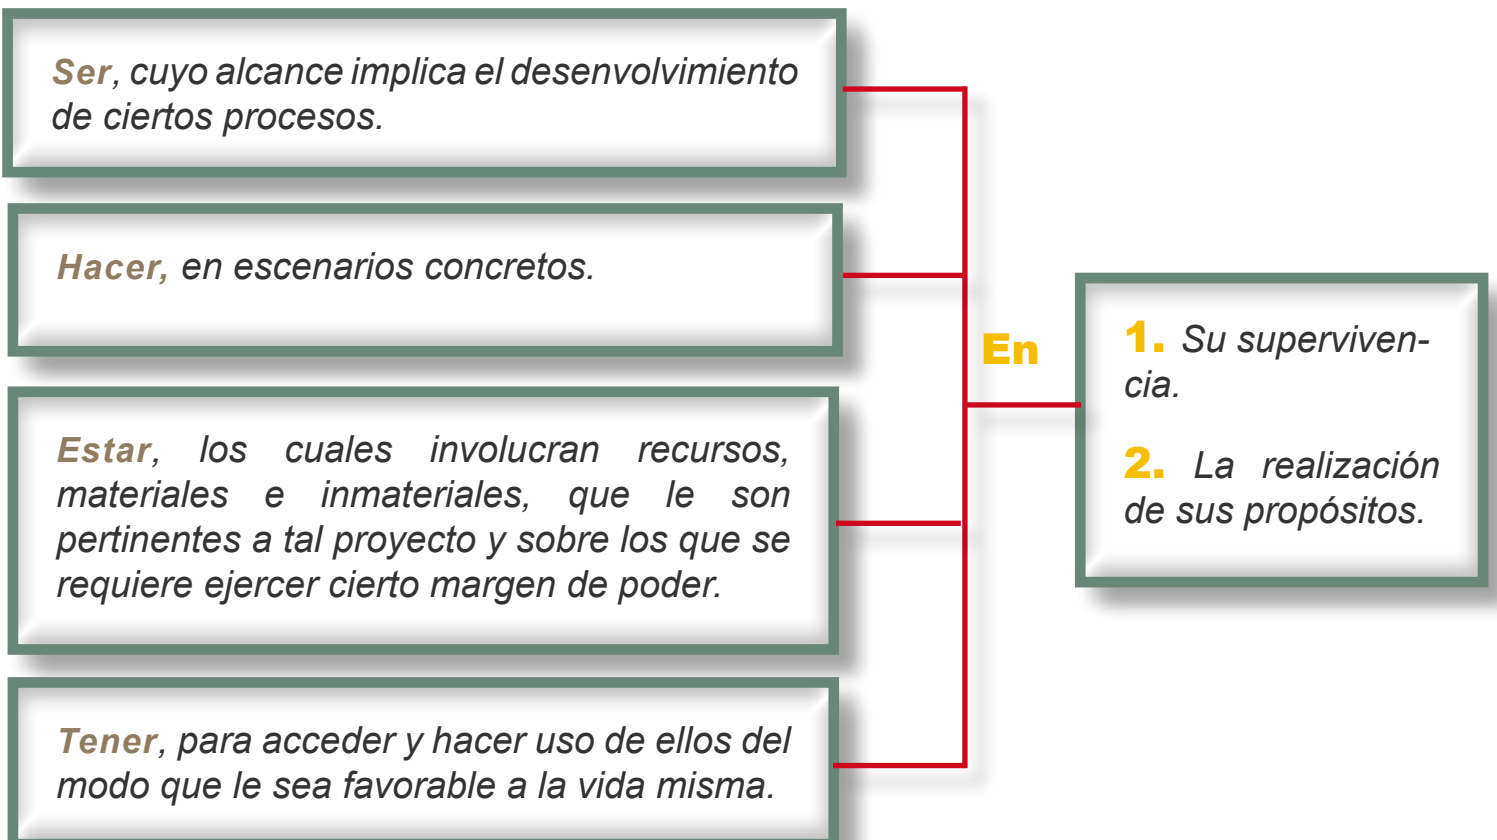 Ser, cuyo alcance implica el desenvolvimiento
de ciertos procesos.
Hacer, en escenarios concretos.
Estar, los cuales involucran recursos,
materiales e inmateriales, que le son
pertinentes a tal proyecto y sobre los que se
requiere ejercer cierto margen de poder.
Tener, para acceder y hacer uso de ellos del
modo que le sea favorable a la vida misma.
En
1. Su superviven-
cia.
2. La realización
de sus propósitos.